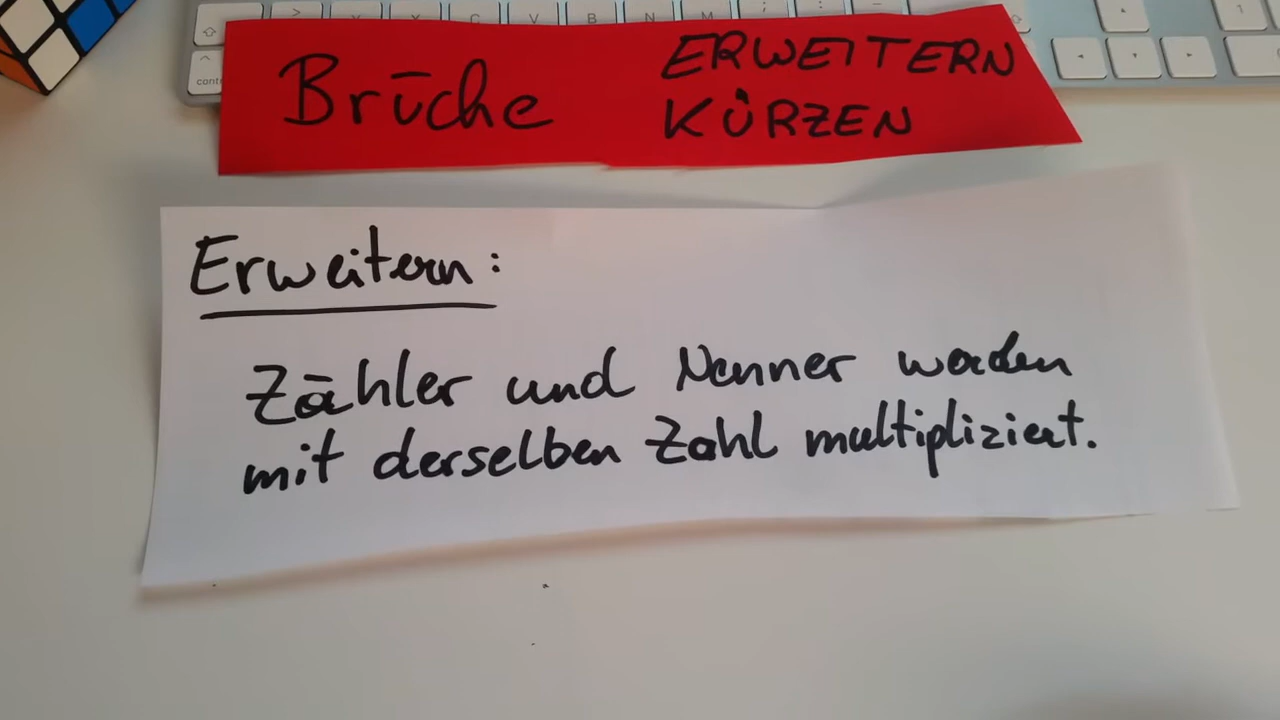 Brüche
ERWEITERN
KÜRZEN
Erweitern:
Zähler und Nenner werden
mit derselben Zahl multipliziert.